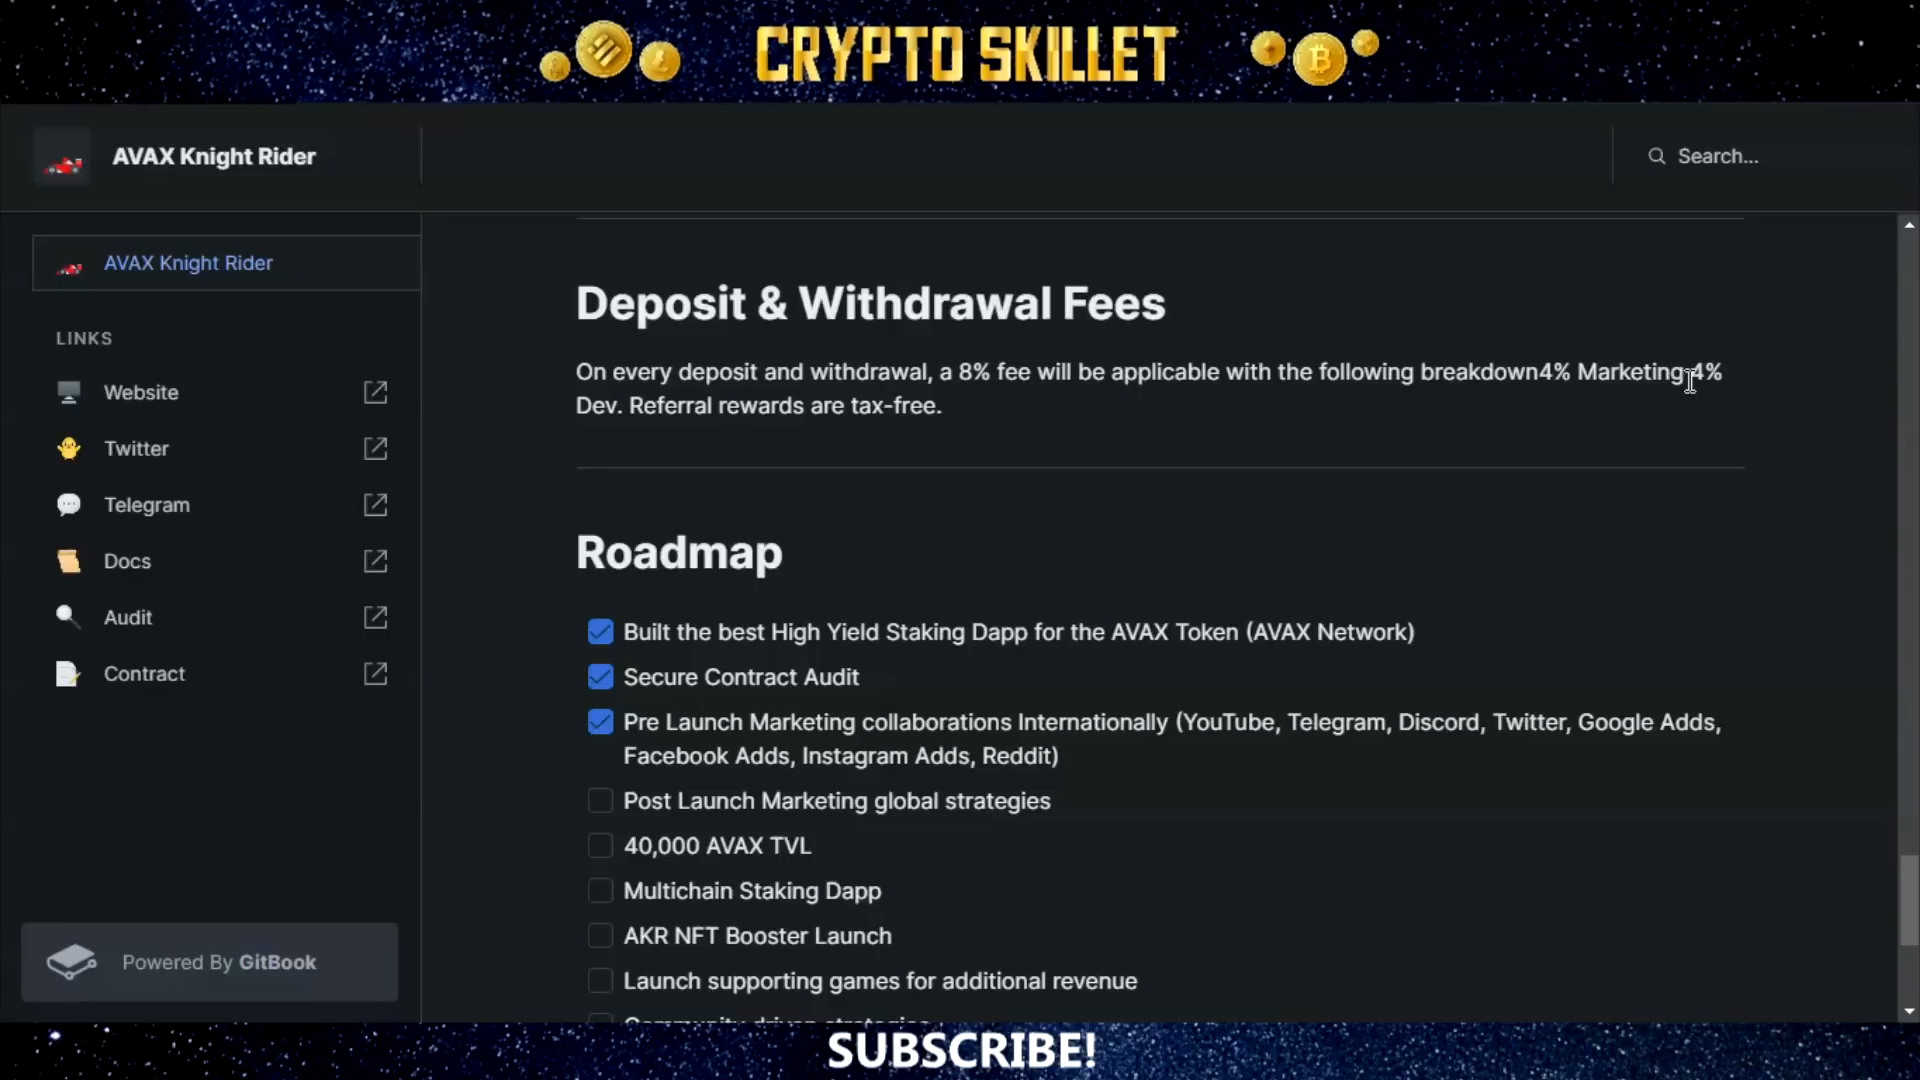 CRYPTO SKILLET
AVAX Knight Rider
Search...
AVAX Knight Rider
LINKS
Website
Twitter
Telegram
Docs
Audit
Contract
Powered By GitBook
Deposit & Withdrawal Fees
On every deposit and withdrawal, a 8% fee will be applicable with the following breakdown4% Marketing 4%
Dev. Referral rewards are tax-free.
Roadmap
Built the best High Yield Staking Dapp for the AVAX Token (AVAX Network)
Secure Contract Audit
Pre Launch Marketing collaborations Internationally (YouTube, Telegram, Discord, Twitter, Google Adds,
Facebook Adds, Instagram Adds, Reddit)
Post Launch Marketing global strategies
40,000 AVAX TVL
Multichain Staking Dapp
AKR NFT Booster Launch
Launch supporting games for additional revenue
Community driven strategies
SUBSCRIBE!